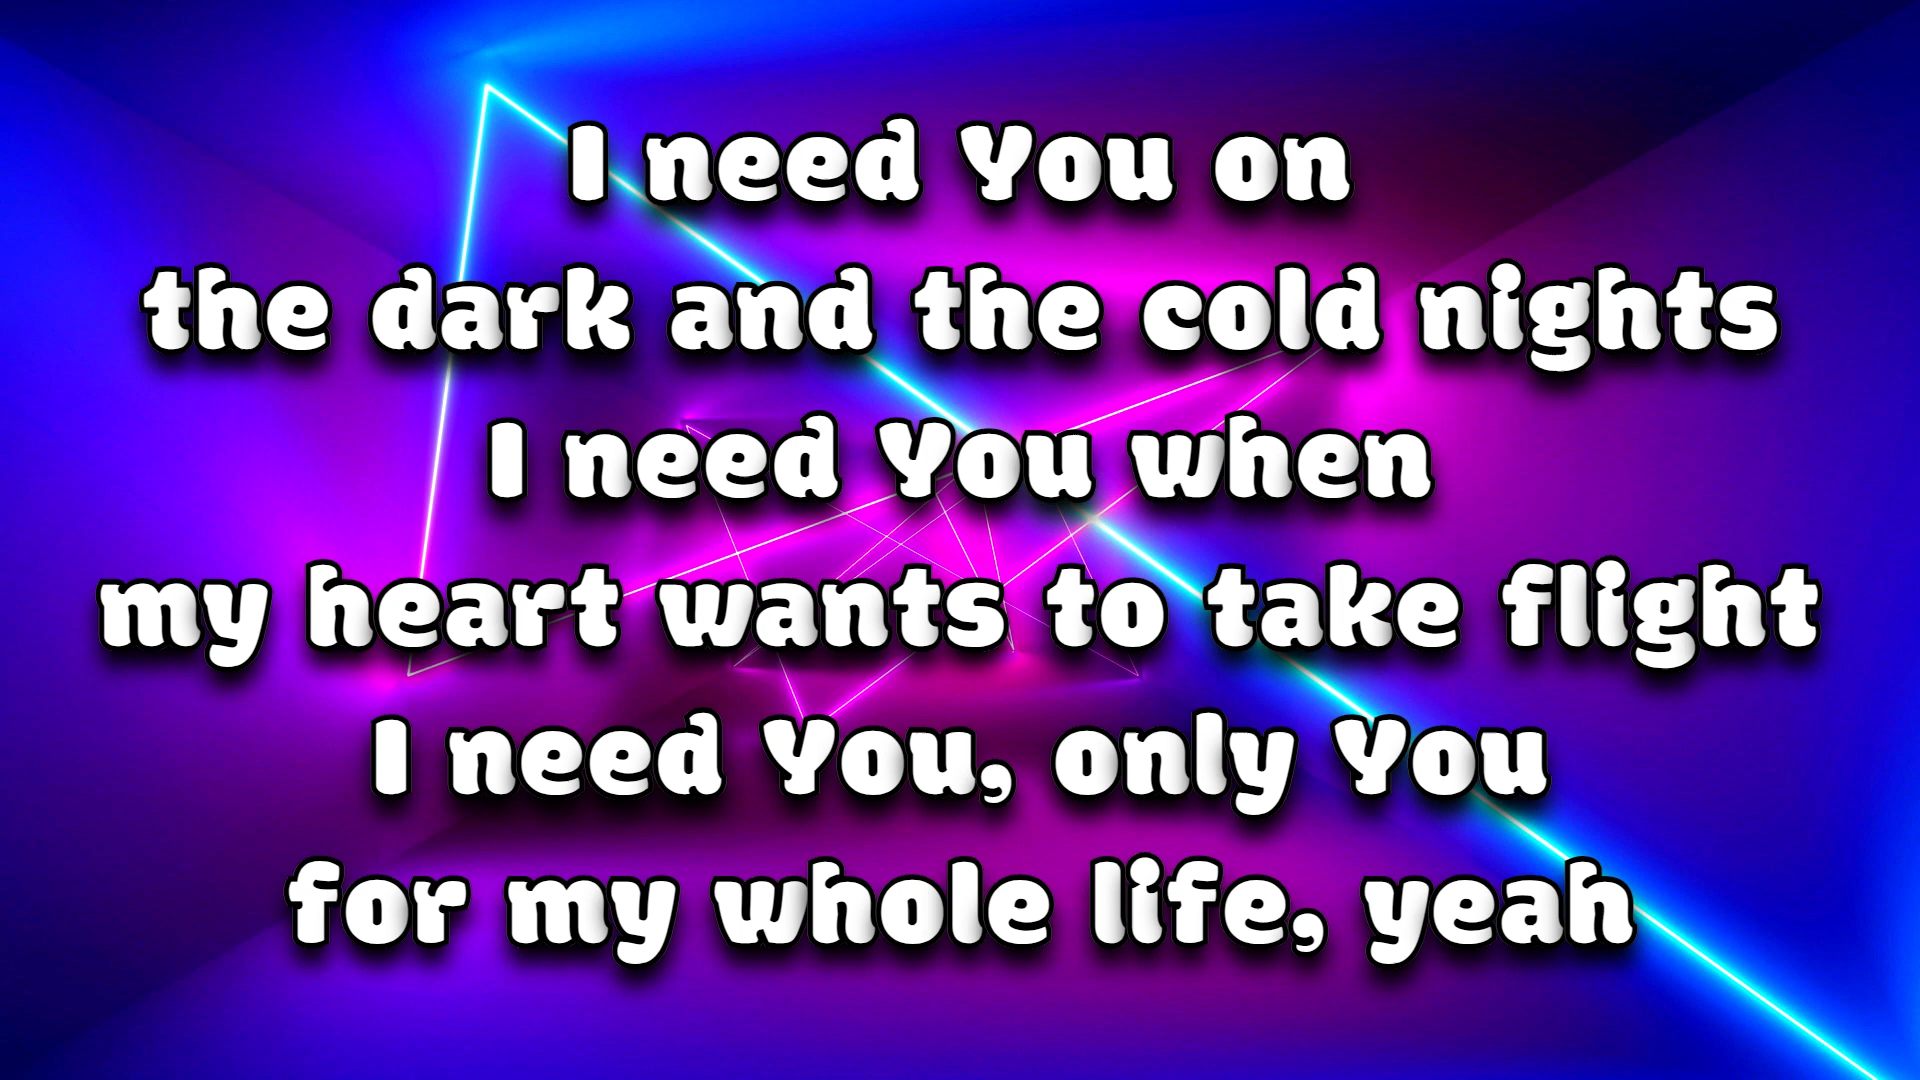 I need You on
the dark and the cold nights
I need You when
my heart wants to take flight
I need You, only You
for my whole life, yeah